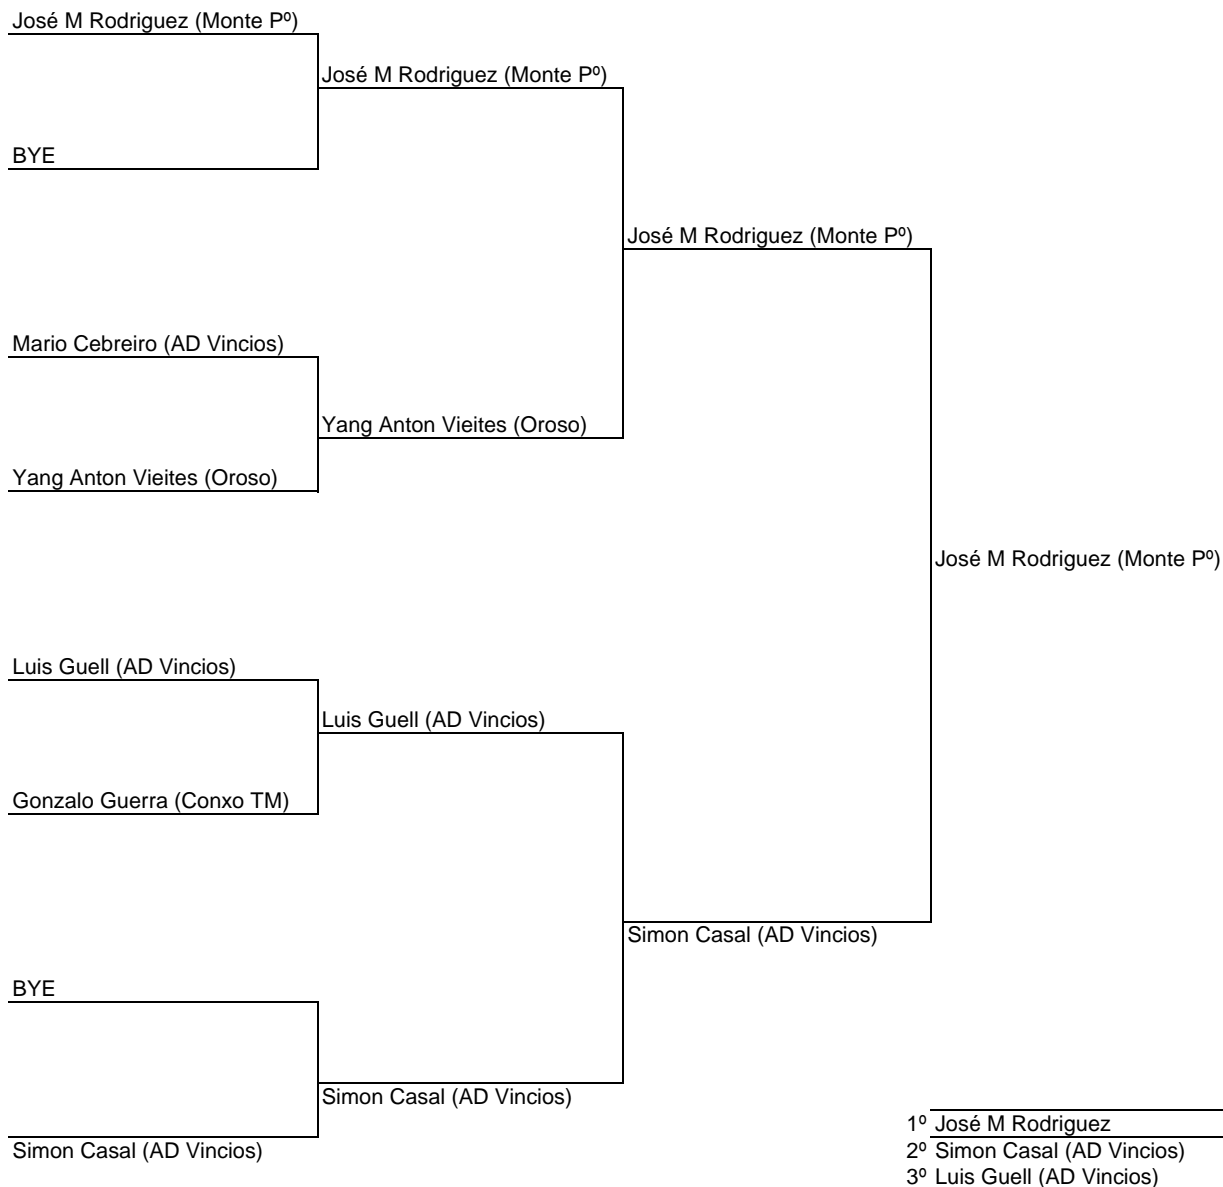 José M Rodriguez (Monte Pº)
José M Rodriguez (Monte Pº)
BYE
José M Rodriguez (Monte Pº)
Mario Cebreiro (AD Vincios)
Yang Anton Vieites (Oroso)
Yang Anton Vieites (Oroso)
José M Rodriguez (Monte Pº)
Luis Guell (AD Vincios)
Luis Guell (AD Vincios)
Gonzalo Guerra (Conxo TM)
Simon Casal (AD Vincios)
BYE
Simon Casal (AD Vincios)
Simon Casal (AD Vincios)
1º José M Rodriguez
2º Simon Casal (AD Vincios)
3º Luis Guell (AD Vincios)